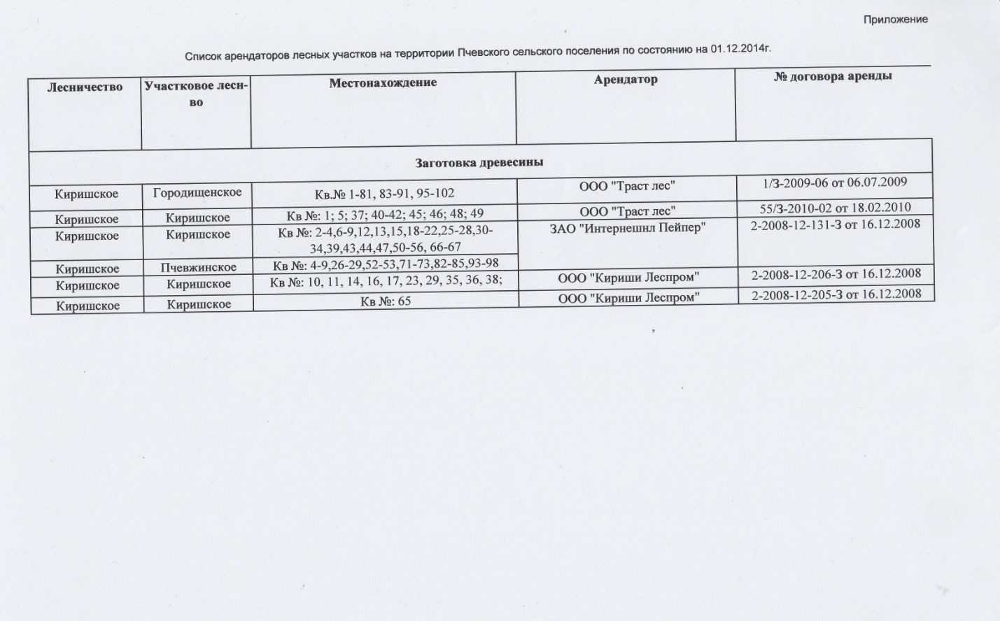 Приложение
Список арендаторов лесных участков на территории Пчевского сельского поселения по состоянию на 01.12.2014г.
Лесничество Участковое лесн- Местонахождение Арендатор № договора аренды
во
Заготовка древесины
Киришское Городищенское Кв.№ 1-81, 83-91, 95-102 ООО "Траст лес" 1/З-2009-06 от 06.07.2009
Киришское Киришское Кв №: 1; 5; 37; 40-42; 45; 46; 48; 49 ООО "Траст лес" 55/З-2010-02 от 18.02.2010
Киришское Киришское Кв №: 2-4,6-9,12,13,15,18-22,25-28,30- ЗАО "Интернешнл Пейпер" 2-2008-12-131-З от 16.12.2008
34,39,43,44,47,50-56, 66-67
Киришское Пчевжинское Кв №: 4-9,26-29,52-53,71-73,82-85,93-98
Киришское Киришское Кв №: 10, 11, 14, 16, 17, 23, 29, 35, 36, 38; ООО "Кириши Леспром" 2-2008-12-206-З от 16.12.2008
Киришское Киришское Кв №: 65 ООО "Кириши Леспром" 2-2008-12-205-З от 16.12.2008